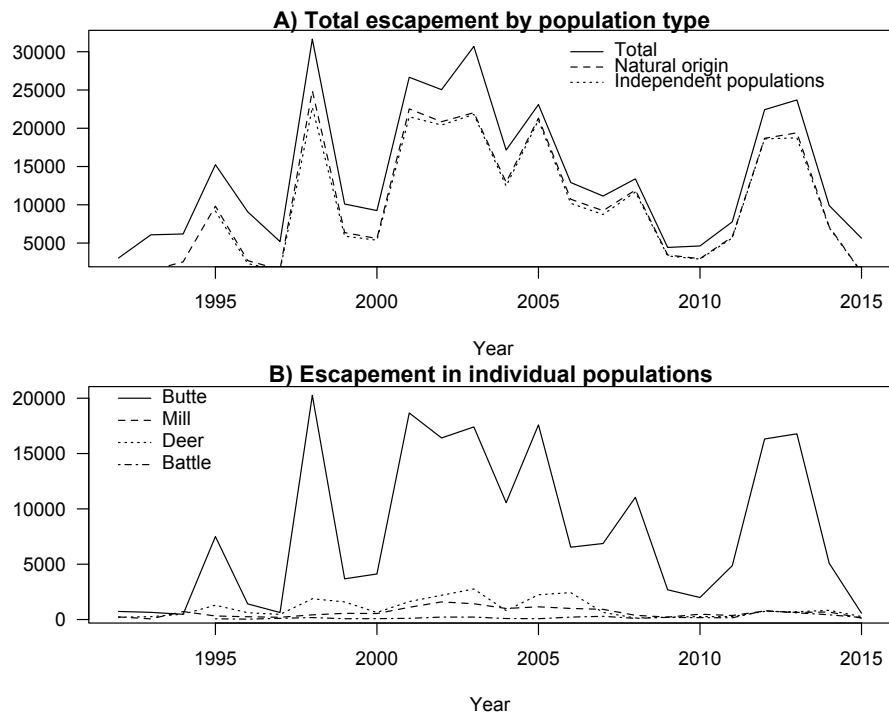 A) Total escapement by population type
30000
25000
20000
15000
10000
5000
Total
Natural origin
Independent populations
1995 2000 2005 2010 2015
Year
B) Escapement in individual populations
20000
15000
10000
5000
0
Butte
Mill
Deer
Battle
1995 2000 2005 2010 2015
Year